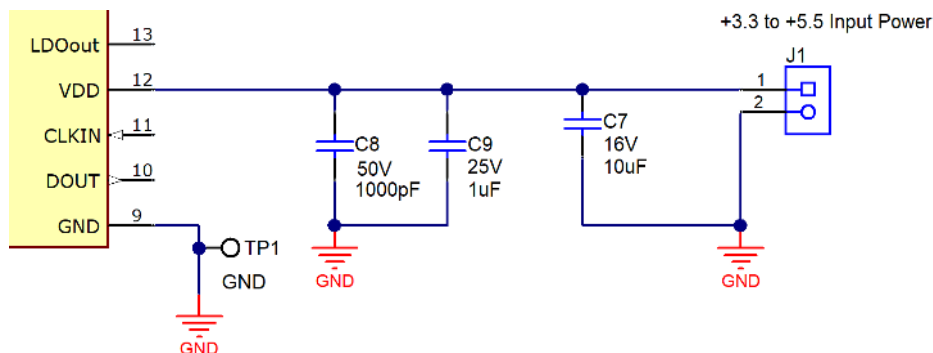 +3.3 to +5.5 Input Power
J1
LDOout 13
VDD 12
1
2
CLKIN 11
DOUT 10
GND 9
C8
50V
1000pF
C9
25V
1uF
C7
16V
10uF
TP1
GND
GND
GND
GND